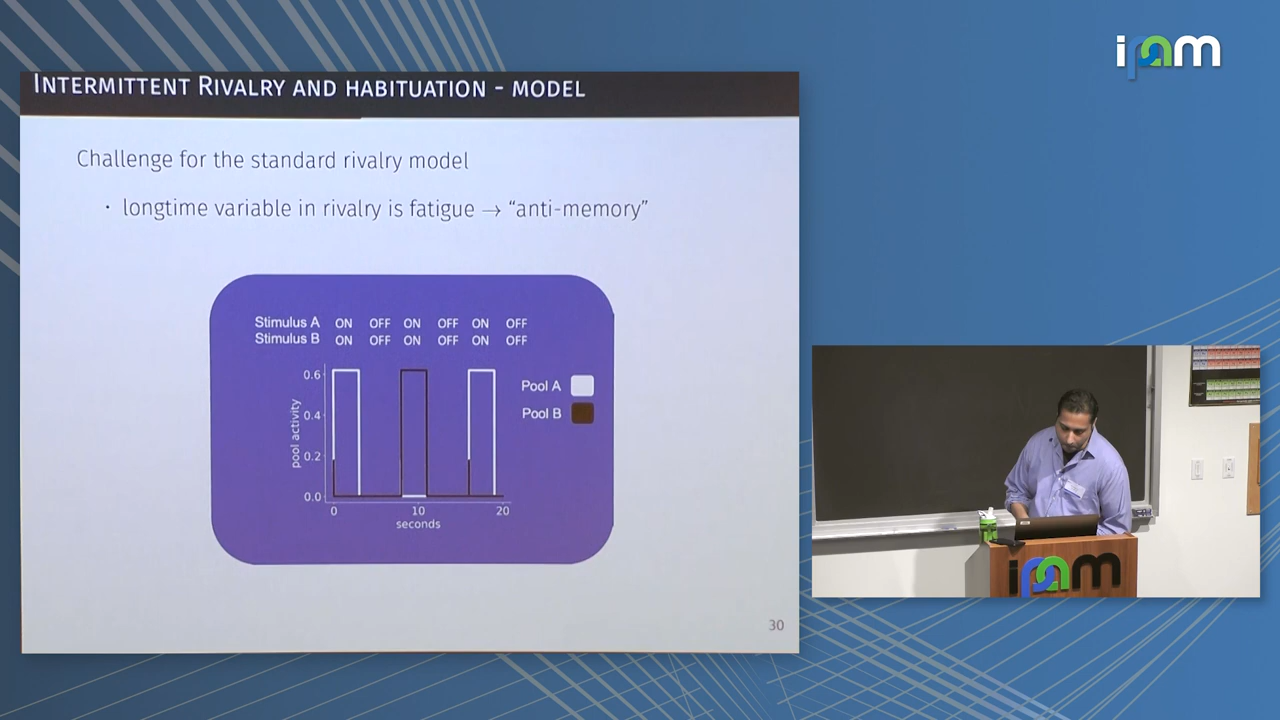 ipam
INTERMITTENT RIVALRY AND HABITUATION - MODEL
Challenge for the standard rivalry model
· longtime variable in rivalry is fatigue → “anti-memory”
Stimulus A ON OFF ON OFF ON OFF
Stimulus B ON OFF ON OFF ON OFF
0.6
0.4
0.2
0.0
pool activity
0 10 20
seconds
Pool A
Pool B
30
ipam